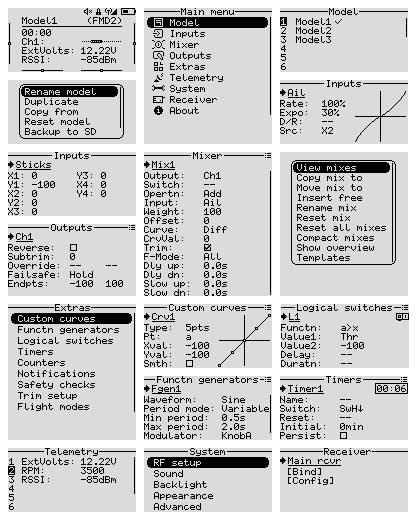 Model1 (FMD2)
00:00
Ch1:
ExtVolts: 12.22V
RSSI: -85dBm
Main menu
Model
Inputs
Mixer
Outputs
Extras
Telemetry
System
Receiver
About
Model
1 Model1
2 Model2
3 Model3
4
5
6
Rename model
Duplicate
Copy from
Reset model
Backup to SD
Inputs
Ail
Rate: 100%
Expo: 30%
D/R: --
Src: X2
Inputs
Sticks
X1: 0 Y3: 0
Y1: -100 X4: 0
X2: 0 Y4: 0
Y2: 0
X3: 0
Mixer
Mix1
Output: Ch1
Switch: --
Opertn: Add
Input: Ail
Weight: 100
Offset: 0
Curve: Diff
CrvVal: 0
Trim:
F-Mode: All
Dly up: 0.0s
Dly dn: 0.0s
Slow up: 0.0s
Slow dn: 0.0s
View mixes
Copy mix to
Move mix to
Insert free
Rename mix
Reset mix
Reset all mixes
Compact mixes
Show overview
Templates
Outputs
Ch1
Reverse:
Subtrim: 0
Override: -- --
Failsafe: Hold
Endpts: -100 100
Extras
Custom curves
Functn generators
Logical switches
Timers
Counters
Notifications
Safety checks
Trim setup
Flight modes
Custom curves
Crv1
Type: 5pts
Pt: a
Xval: -100
Yval: -100
Smth:
Logical switches
L1
Functn: a>x
Value1: Thr
Value2: -100
Delay: --
Duratn: --
Functn generators
Fgen1
Waveform: Sine
Period mode: Variable
Min period: 0.5s
Max period: 2.0s
Modulator: KnobA
Timers
Timer1 00:06
Name: --
Switch: SwH↓
Reset: --
Initial: 0min
Persist:
Telemetry
1 ExtVolts: 12.22V
2 RPM: 3500
3 RSSI: -85dBm
4
5
6
System
RF setup
Sound
Backlight
Appearance
Advanced
Receiver
Main rcvr
[Bind]
[Config]